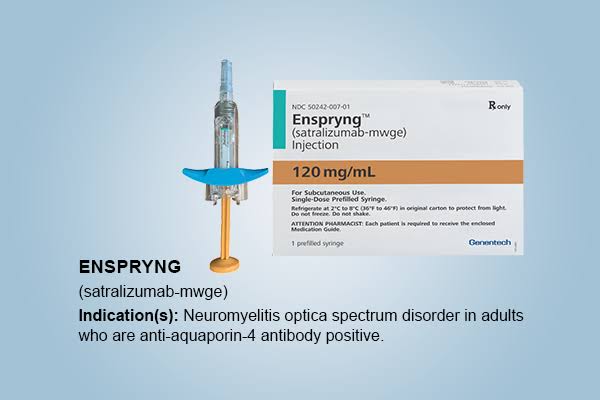 NDC 50242-007-01
Rx only
Enspryng™
(satralizumab-mwge)
Injection
120 mg/mL
For Subcutaneous Use.
Single-Dose Prefilled Syringe.
Refrigerate at 2°C to 8°C (36°F to 46°F) in original carton to protect from light.
Do not freeze. Do not shake.
ATTENTION PHARMACIST: Each patient is required to receive the enclosed
Medication Guide.
1 prefilled syringe
Genentech
ENSPRYNG
(satralizumab-mwge)
Indication(s): Neuromyelitis optica spectrum disorder in adults
who are anti-aquaporin-4 antibody positive.